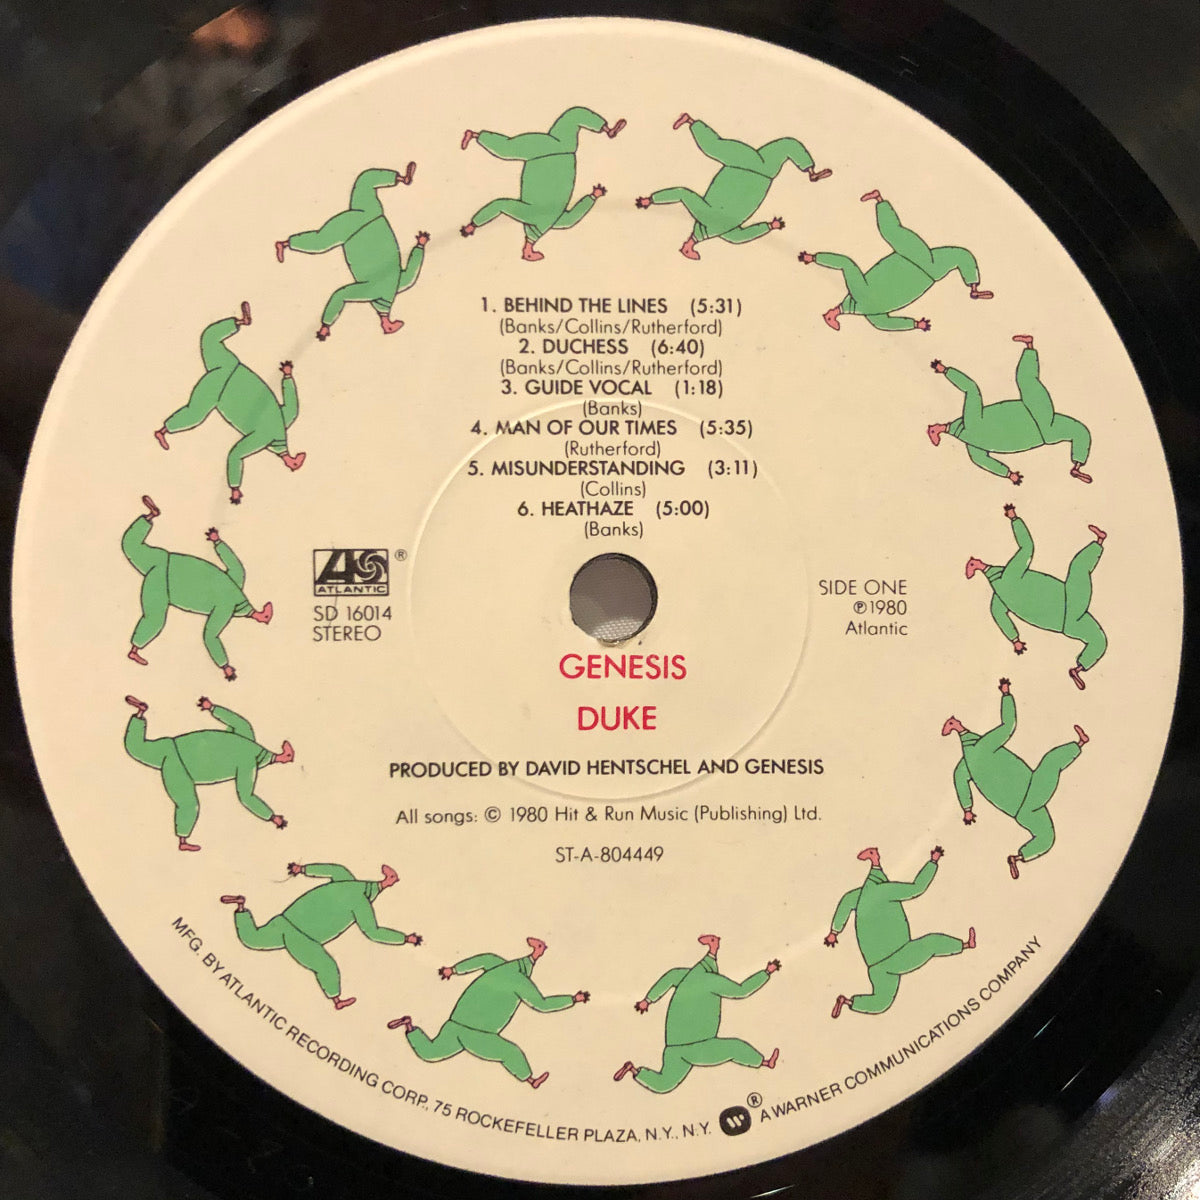 1. BEHIND THE LINES (5:31)
(Banks/Collins/Rutherford)
2. DUCHESS (6:40)
(Banks/Collins/Rutherford)
3. GUIDE VOCAL (1:18)
(Banks)
4. MAN OF OUR TIMES (5:35)
(Rutherford)
5. MISUNDERSTANDING (3:11)
(Collins)
6. HEATHAZE (5:00)
(Banks)
ATLANTIC ®
SD 16014
STEREO
SIDE ONE
℗1980
Atlantic
GENESIS
DUKE
PRODUCED BY DAVID HENTSCHEL AND GENESIS
All songs: © 1980 Hit & Run Music (Publishing) Ltd.
ST-A-804449
MFG. BY ATLANTIC RECORDING CORP., 75 ROCKEFELLER PLAZA, N.Y., N.Y. ® A WARNER COMMUNICATIONS COMPANY